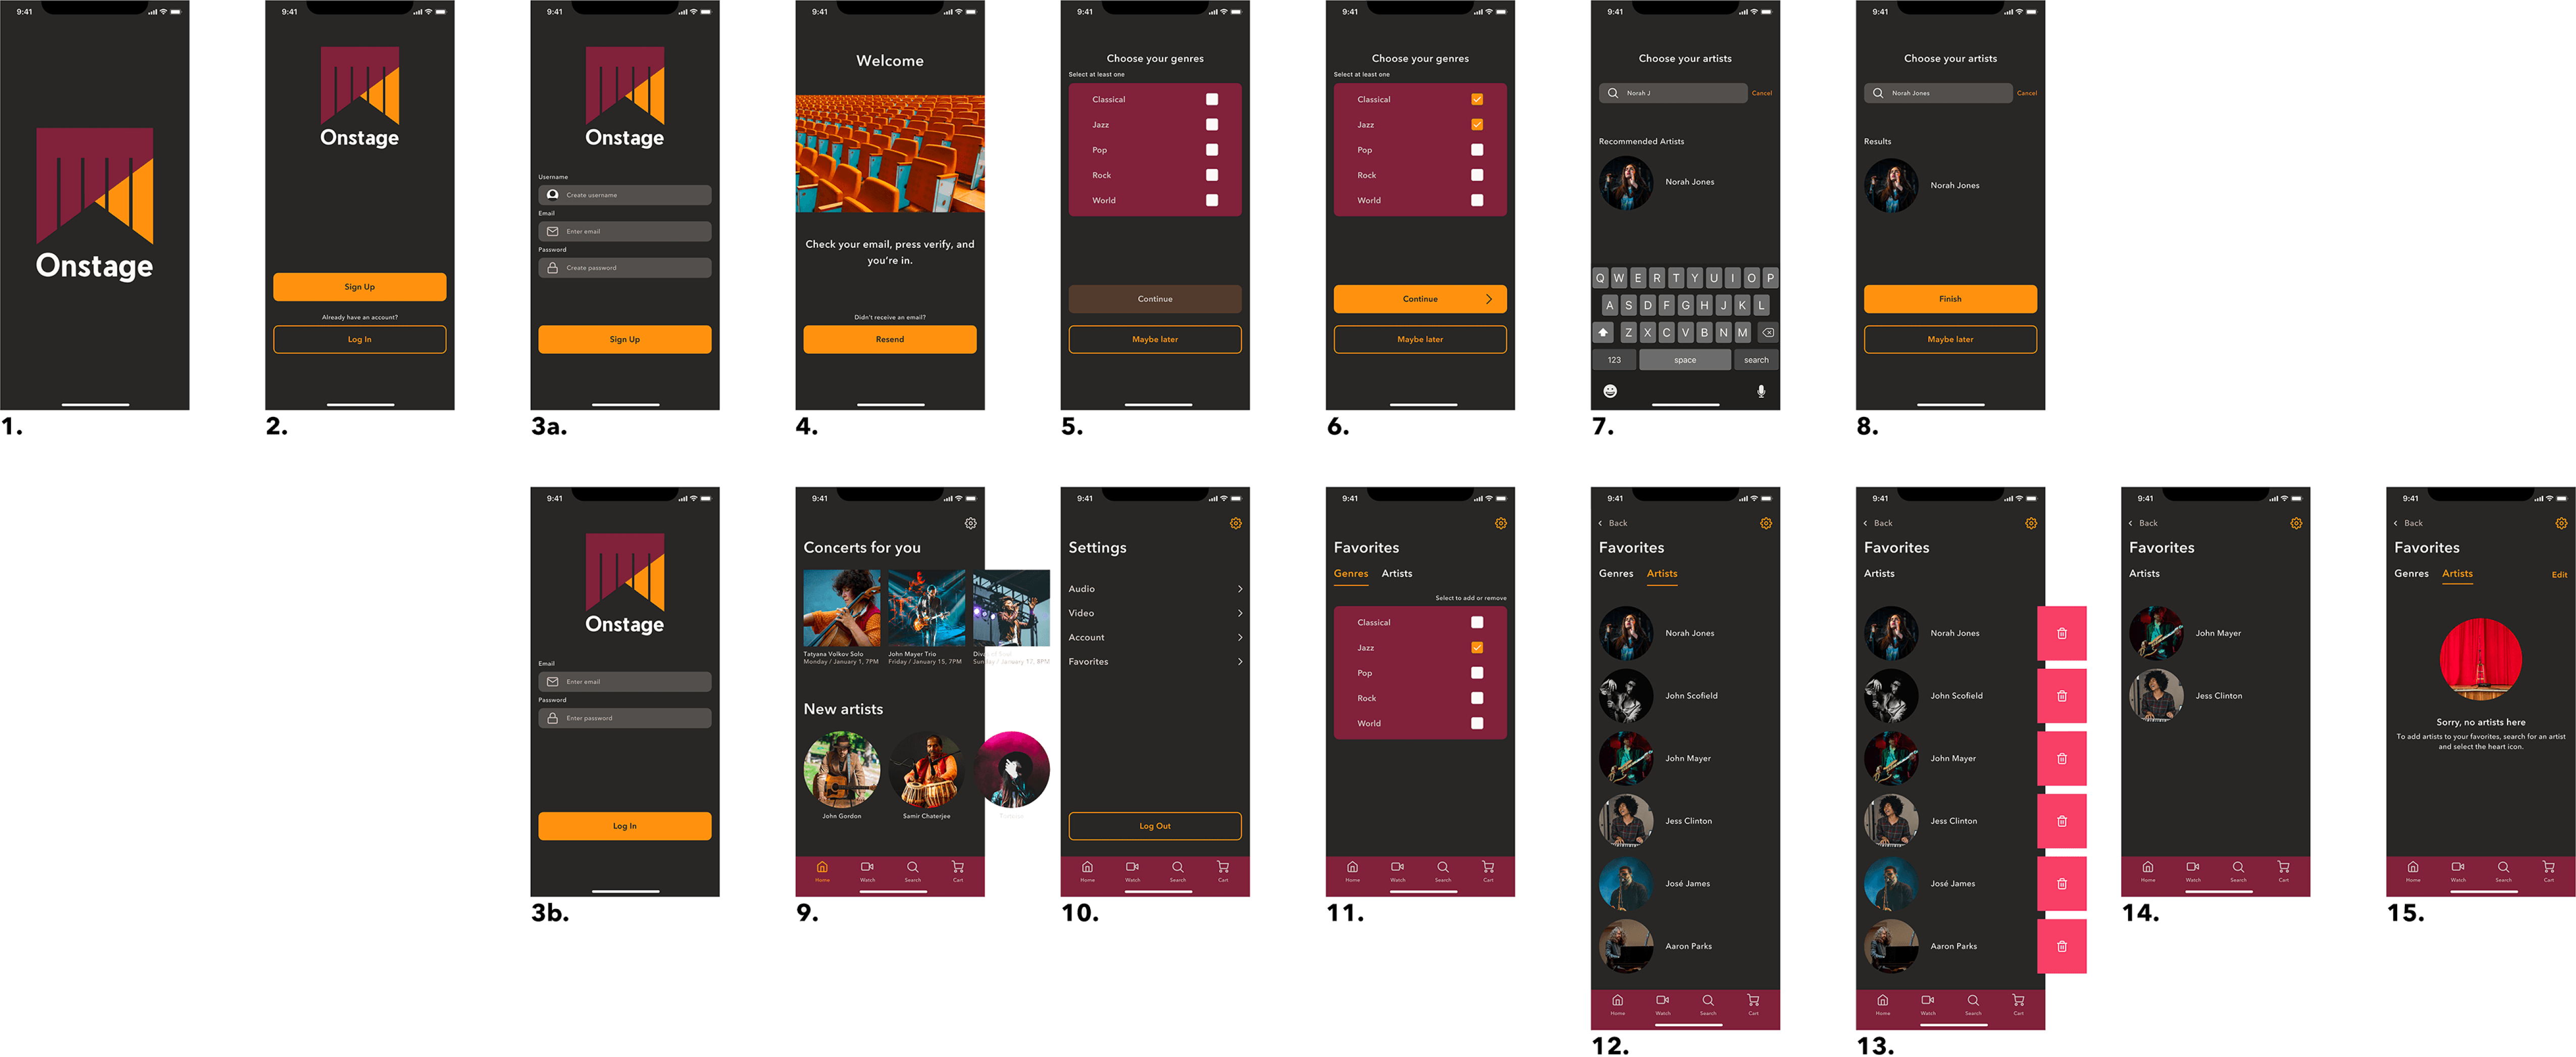 9:41
Onstage
1.
9:41
Onstage
Sign Up
Already have an account?
Log In
2.
9:41
Onstage
Username
Create username
Email
Enter email
Password
Create password
Sign Up
3a.
9:41
Welcome
Check your email, press verify, and
you're in.
Didn't receive an email?
Resend
4.
9:41
Choose your genres
Select at least one
Classical
Jazz
Pop
Rock
World
Continue
Maybe later
5.
9:41
Choose your genres
Select at least one
Classical
Jazz
Pop
Rock
World
Continue
Maybe later
6.
9:41
Choose your artists
Norah J
Cancel
Recommended Artists
Norah Jones
Q W E R T Y U I O P
A S D F G H J K L
Z X C V B N M
123 space search
7.
9:41
Choose your artists
Norah Jones
Cancel
Results
Norah Jones
Finish
Maybe later
8.
9:41
Onstage
Email
Enter email
Password
Enter password
Log In
3b.
9:41
Concerts for you
Tatyana Volkov Solo
Monday / January 1, 7PM
John Mayer Trio
Friday / January 15, 7PM
Sunday / January 17, 8PM
New artists
John Gordon
Samir Chaterjee
Home Watch Search Cart
9.
9:41
Settings
Audio
Video
Account
Favorites
Log Out
Home Watch Search Cart
10.
9:41
Favorites
Genres Artists
Select to add or remove
Classical
Jazz
Pop
Rock
World
Home Watch Search Cart
11.
9:41
Back
Favorites
Genres Artists
Norah Jones
John Scofield
John Mayer
Jess Clinton
José James
Aaron Parks
Home Watch Search Cart
12.
9:41
Back
Favorites
Artists
Norah Jones
John Scofield
John Mayer
Jess Clinton
José James
Aaron Parks
Home Watch Search Cart
13.
9:41
Back
Favorites
Artists
John Mayer
Jess Clinton
Home Watch Search Cart
14.
9:41
Back
Favorites
Genres Artists Edit
Sorry, no artists here
To add artists to your favorites, search for an artist
and select the heart icon.
Home Watch Search Cart
15.